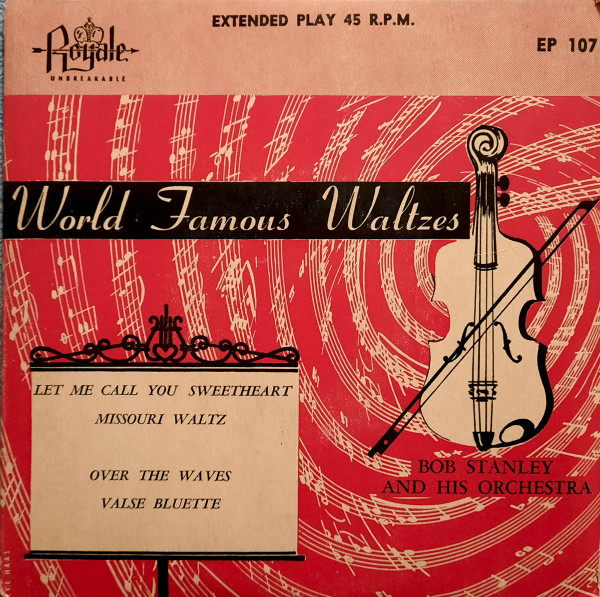 Royale
UNBREAKABLE
EXTENDED PLAY 45 R.P.M.
EP 107
World Famous Waltzes
LET ME CALL YOU SWEETHEART
MISSOURI WALTZ
OVER THE WAVES
VALSE BLUETTE
BOB STANLEY
AND HIS ORCHESTRA
HAAS